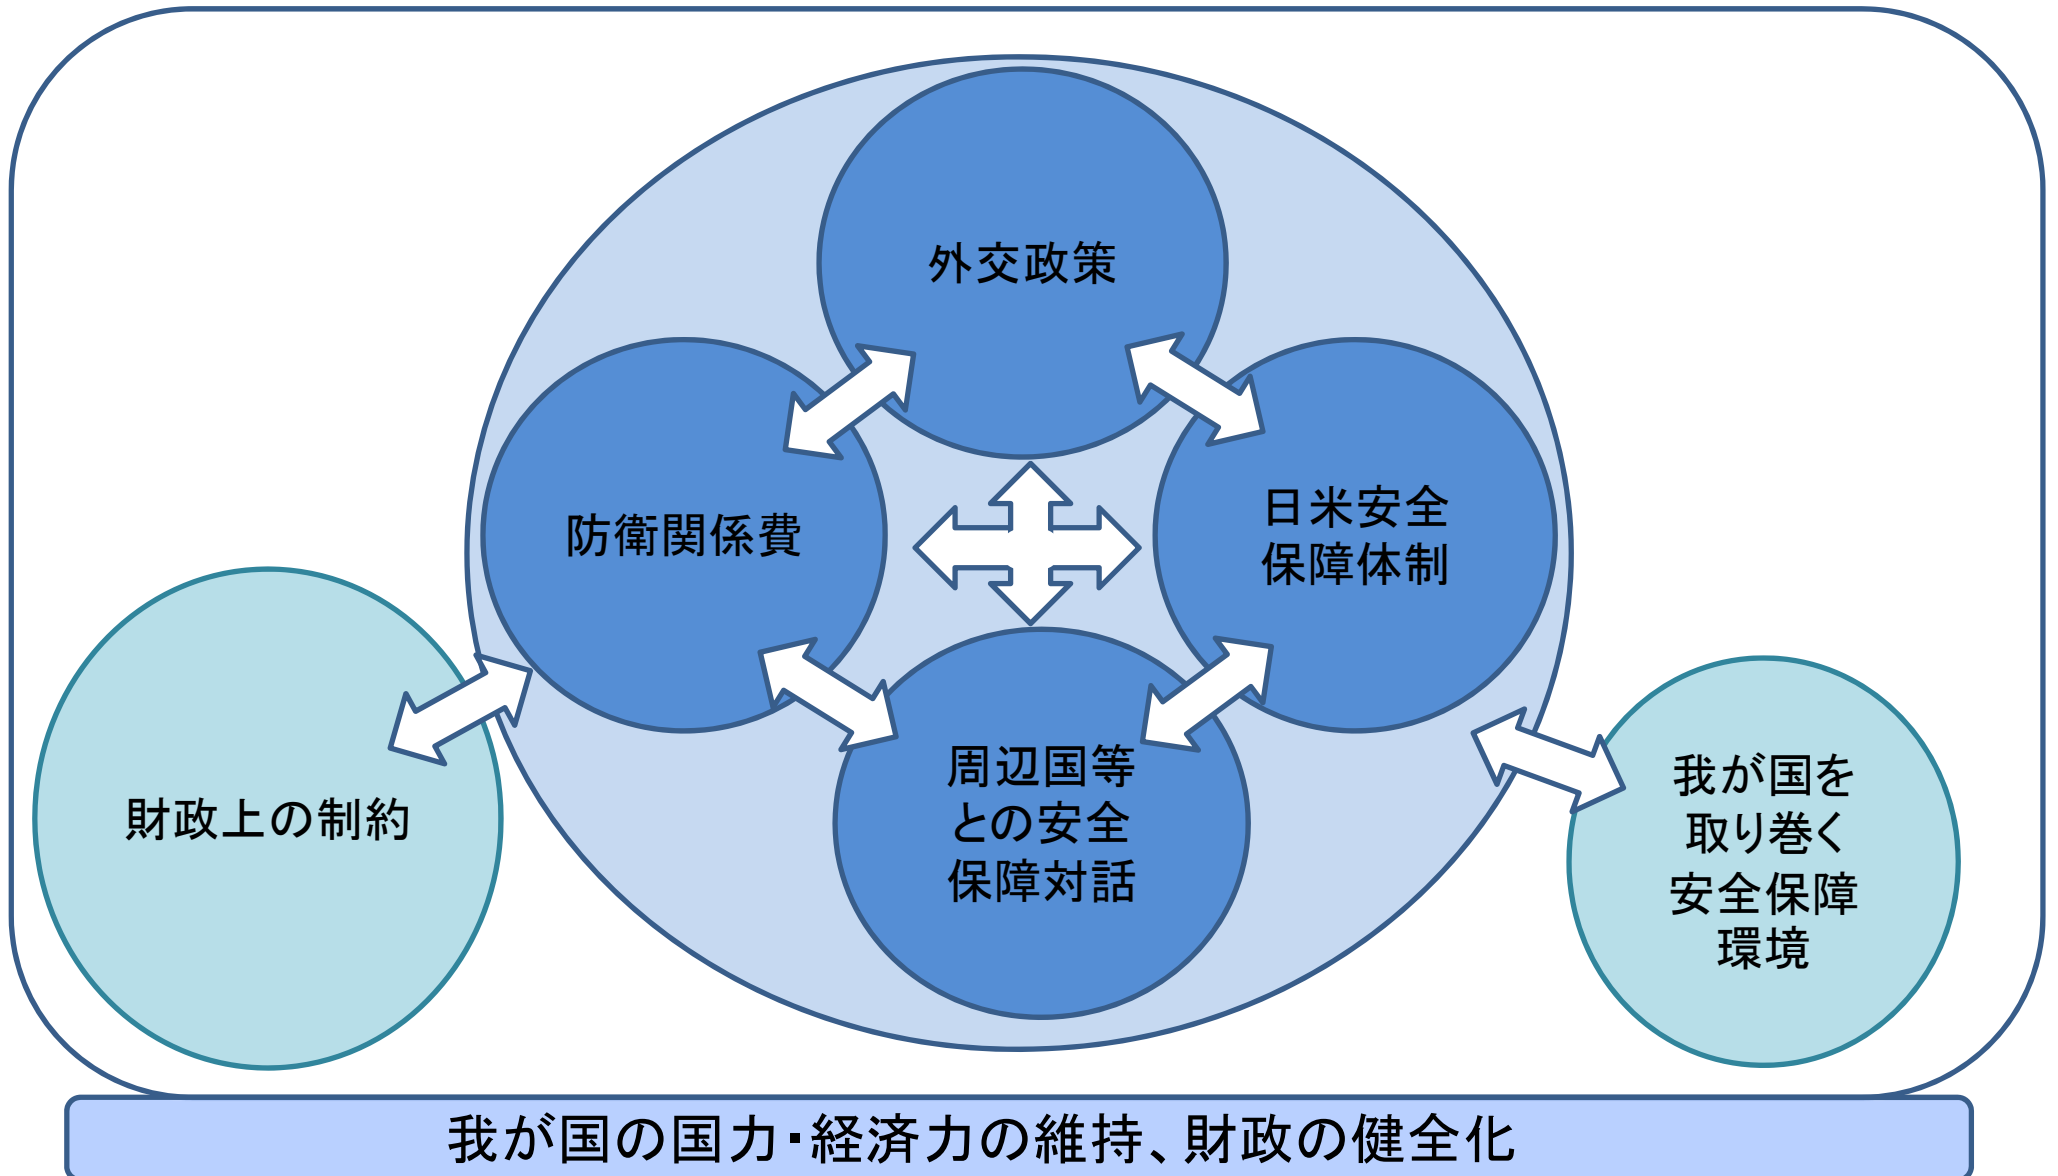 外交政策
防衛関係費
日米安全
保障体制
財政上の制約
周辺国等
との安全
保障対話
我が国を
取り巻く
安全保障
環境
我が国の国力・経済力の維持、財政の健全化